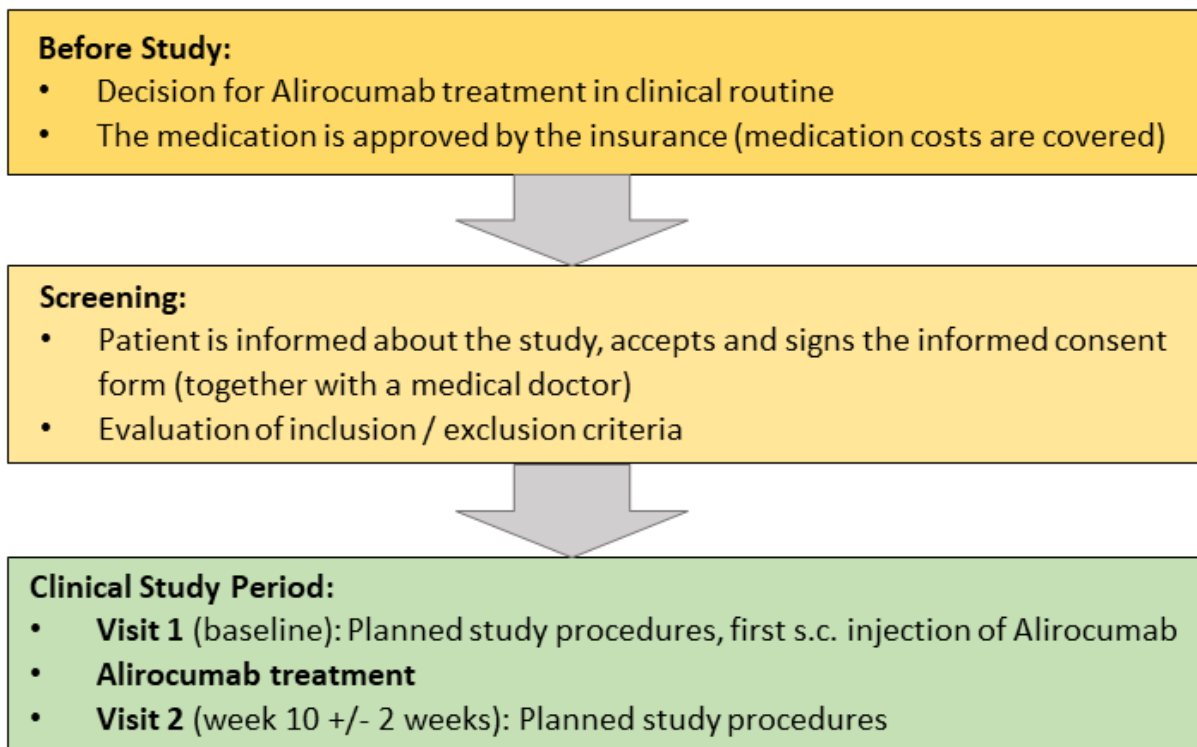 Before Study:
• Decision for Alirocumab treatment in clinical routine
• The medication is approved by the insurance (medication costs are covered)
Screening:
• Patient is informed about the study, accepts and signs the informed consent
form (together with a medical doctor)
• Evaluation of inclusion / exclusion criteria
Clinical Study Period:
• Visit 1 (baseline): Planned study procedures, first s.c. injection of Alirocumab
• Alirocumab treatment
• Visit 2 (week 10 +/- 2 weeks): Planned study procedures